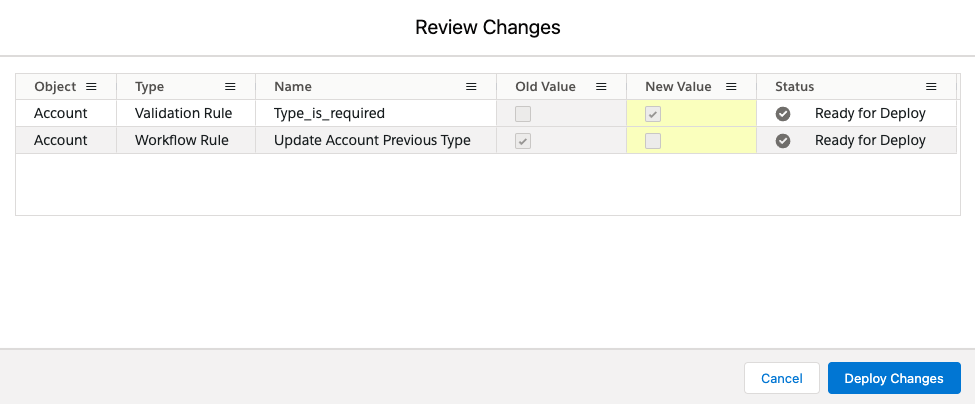 Review Changes
Object Type Name Old Value New Value Status
Account Validation Rule Type_is_required Ready for Deploy
Account Workflow Rule Update Account Previous Type Ready for Deploy
Cancel Deploy Changes